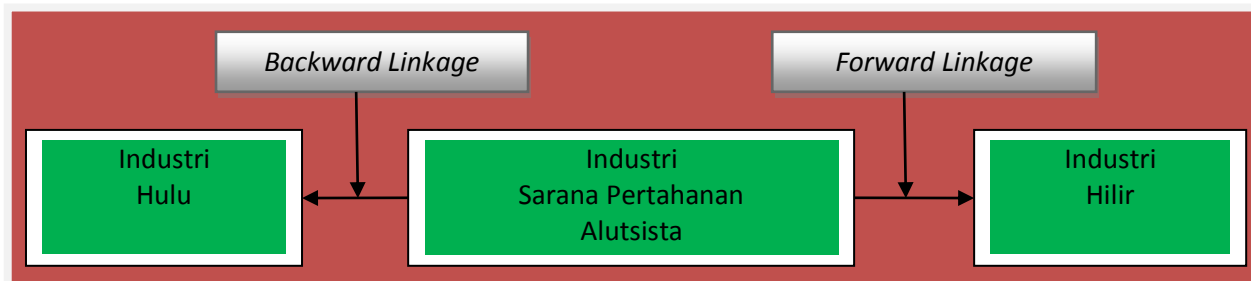 Backward Linkage
Forward Linkage
Industri
Hulu
Industri
Sarana Pertahanan
Alutsista
Industri
Hilir